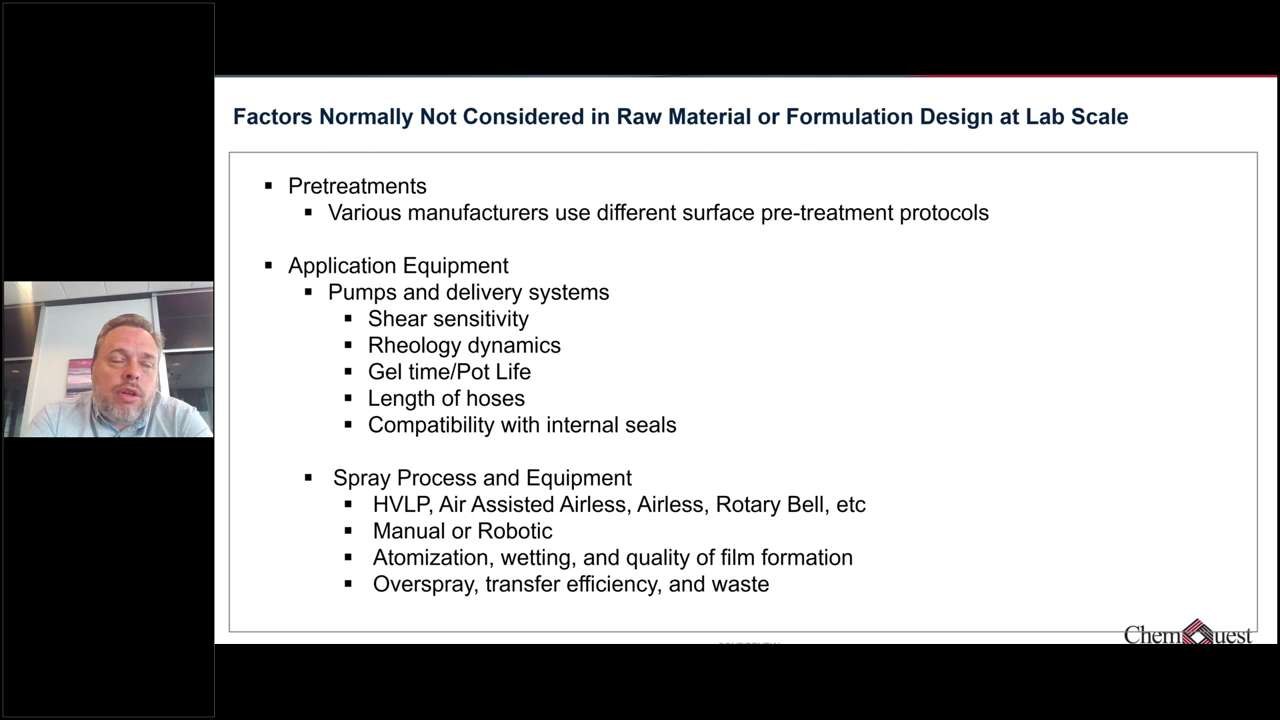 Factors Normally Not Considered in Raw Material or Formulation Design at Lab Scale
▪ Pretreatments
▪ Various manufacturers use different surface pre-treatment protocols
▪ Application Equipment
▪ Pumps and delivery systems
▪ Shear sensitivity
▪ Rheology dynamics
▪ Gel time/Pot Life
▪ Length of hoses
▪ Compatibility with internal seals
▪ Spray Process and Equipment
▪ HVLP, Air Assisted Airless, Airless, Rotary Bell, etc
▪ Manual or Robotic
▪ Atomization, wetting, and quality of film formation
▪ Overspray, transfer efficiency, and waste
ChemQuest